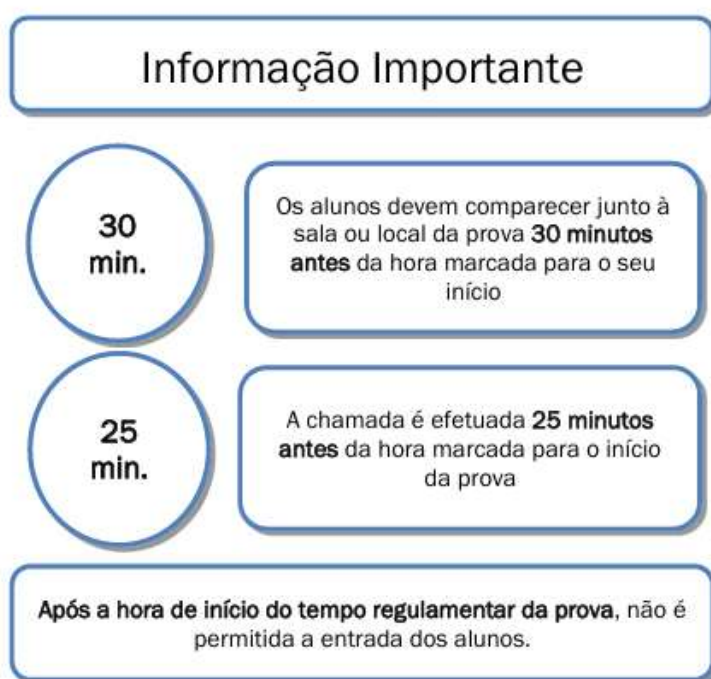 Informação Importante
30
min.
Os alunos devem comparecer junto à
sala ou local da prova 30 minutos
antes da hora marcada para o seu
início
25
min.
A chamada é efetuada 25 minutos
antes da hora marcada para o início
da prova
Após a hora de início do tempo regulamentar da prova, não é
permitida a entrada dos alunos.